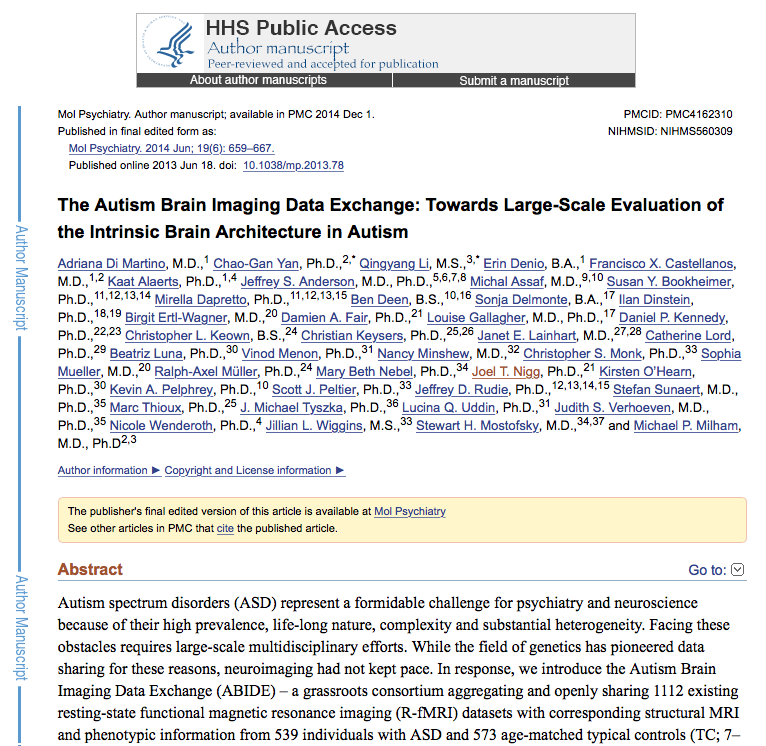 HHS Public Access
Author manuscript
Peer-reviewed and accepted for publication
About author manuscripts
Submit a manuscript
Mol Psychiatry. Author manuscript; available in PMC 2014 Dec 1.
PMCID: PMC4162310
Published in final edited form as:
NIHMSID: NIHMS560309
Mol Psychiatry. 2014 Jun; 19(6): 659–667.
Published online 2013 Jun 18. doi: 10.1038/mp.2013.78
The Autism Brain Imaging Data Exchange: Towards Large-Scale Evaluation of
the Intrinsic Brain Architecture in Autism
Adriana Di Martino, M.D.,1 Chao-Gan Yan, Ph.D.,2,* Qingyang Li, M.S.,3,* Erin Denio, B.A.,1 Francisco X. Castellanos,
M.D.,1,2 Kaat Alaerts, Ph.D.,1,4 Jeffrey S. Anderson, M.D., Ph.D.,5,6,7,8 Michal Assaf, M.D.,9,10 Susan Y. Bookheimer,
Ph.D.,11,12,13,14 Mirella Dapretto, Ph.D.,11,12,13,15 Ben Deen, B.S.,10,16 Sonja Delmonte, B.A.,17 Ilan Dinstein,
Ph.D.,18,19 Birgit Ertl-Wagner, M.D.,20 Damien A. Fair, Ph.D.,21 Louise Gallagher, M.D., Ph.D.,17 Daniel P. Kennedy,
Ph.D.,22,23 Christopher L. Keown, B.S.,24 Christian Keysers, Ph.D.,25,26 Janet E. Lainhart, M.D.,27,28 Catherine Lord,
Ph.D.,29 Beatriz Luna, Ph.D.,30 Vinod Menon, Ph.D.,31 Nancy Minshew, M.D.,32 Christopher S. Monk, Ph.D.,33 Sophia
Mueller, M.D.,20 Ralph-Axel Müller, Ph.D.,24 Mary Beth Nebel, Ph.D.,34 Joel T. Nigg, Ph.D.,21 Kirsten O'Hearn,
Ph.D.,30 Kevin A. Pelphrey, Ph.D.,10 Scott J. Peltier, Ph.D.,33 Jeffrey D. Rudie, Ph.D.,12,13,14,15 Stefan Sunaert, M.D.,
Ph.D.,35 Marc Thioux, Ph.D.,25 J. Michael Tyszka, Ph.D.,36 Lucina Q. Uddin, Ph.D.,31 Judith S. Verhoeven, M.D.,
Ph.D.,35 Nicole Wenderoth, Ph.D.,4 Jillian L. Wiggins, M.S.,33 Stewart H. Mostofsky, M.D.,34,37 and Michael P. Milham,
M.D., Ph.D2,3
Author information ► Copyright and License information ►
The publisher's final edited version of this article is available at Mol Psychiatry
See other articles in PMC that cite the published article.
Abstract
Go to:
Autism spectrum disorders (ASD) represent a formidable challenge for psychiatry and neuroscience
because of their high prevalence, life-long nature, complexity and substantial heterogeneity. Facing these
obstacles requires large-scale multidisciplinary efforts. While the field of genetics has pioneered data
sharing for these reasons, neuroimaging had not kept pace. In response, we introduce the Autism Brain
Imaging Data Exchange (ABIDE) – a grassroots consortium aggregating and openly sharing 1112 existing
resting-state functional magnetic resonance imaging (R-fMRI) datasets with corresponding structural MRI
and phenotypic information from 539 individuals with ASD and 573 age-matched typical controls (TC; 7–
Author Manuscript
Author Manuscript